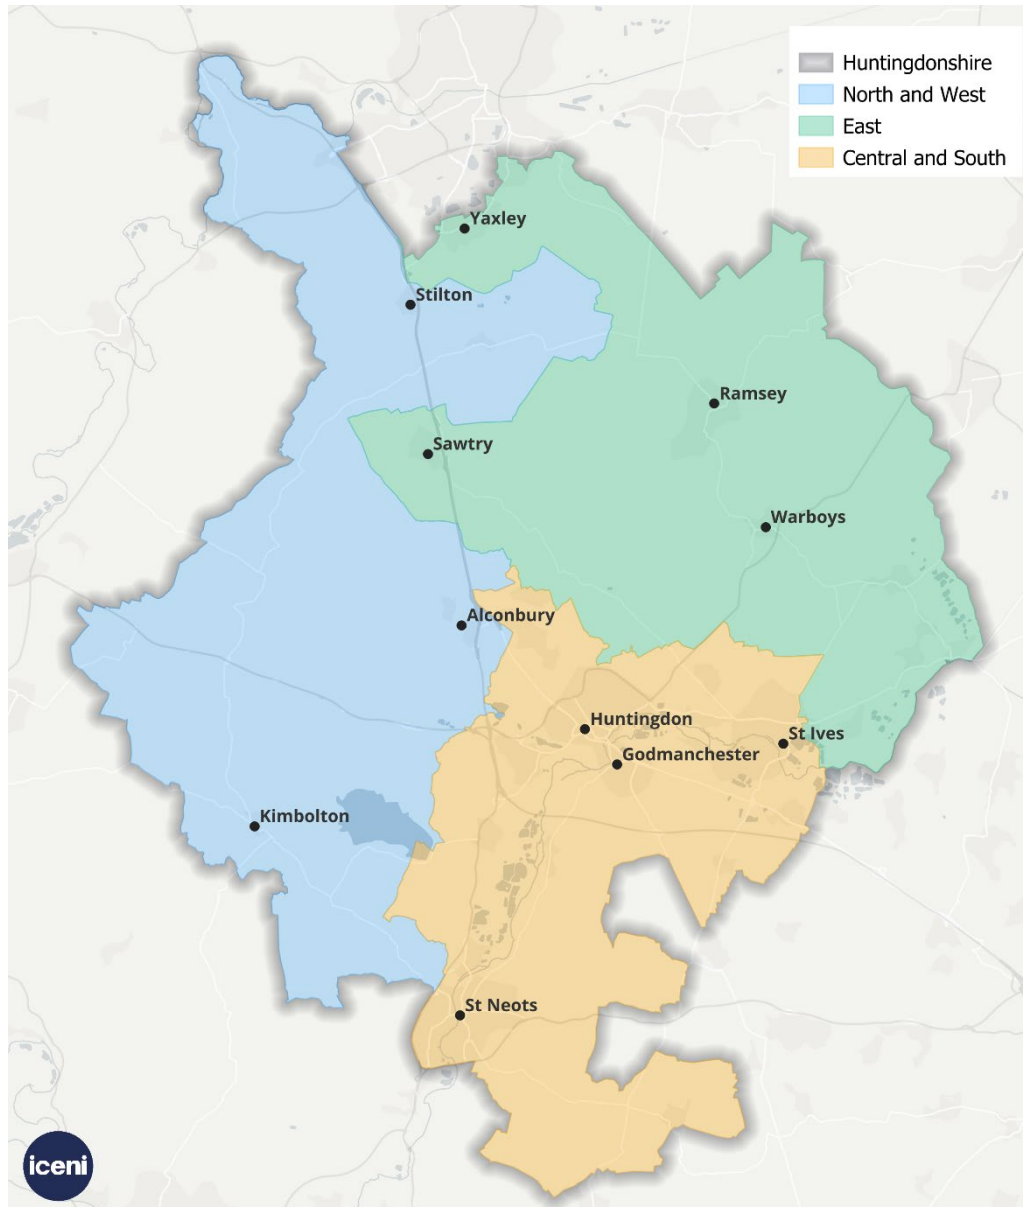 Huntingdonshire
North and West
East
Central and South
Yaxley
Stilton
Ramsey
Sawtry
Warboys
Alconbury
Huntingdon
St Ives
Godmanchester
Kimbolton
St Neots
iceni